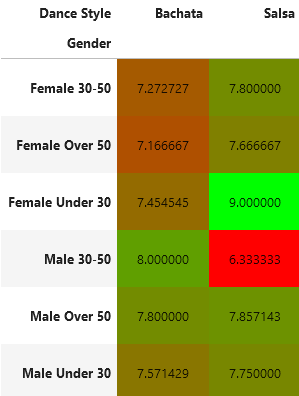 Dance Style Bachata Salsa
Gender
Female 30-50 7.272727 7.800000
Female Over 50 7.166667 7.666667
Female Under 30 7.454545 9.000000
Male 30-50 8.000000 6.333333
Male Over 50 7.800000 7.857143
Male Under 30 7.571429 7.750000